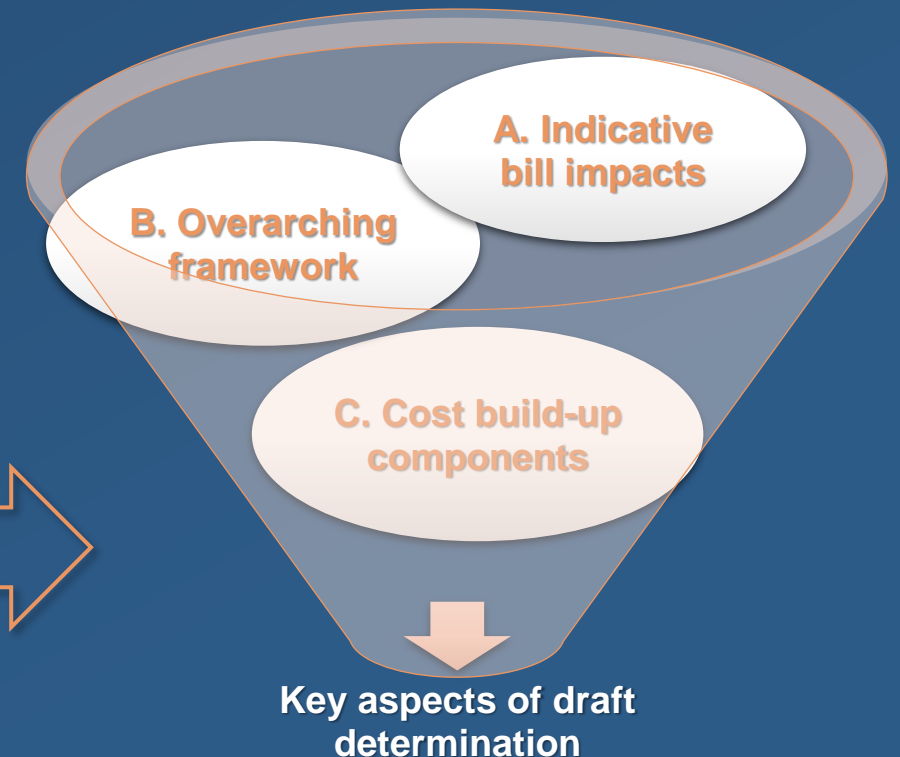 A. Indicative
bill impacts
B. Overarching
framework
C. Cost build-up
components
Key aspects of draft
determination